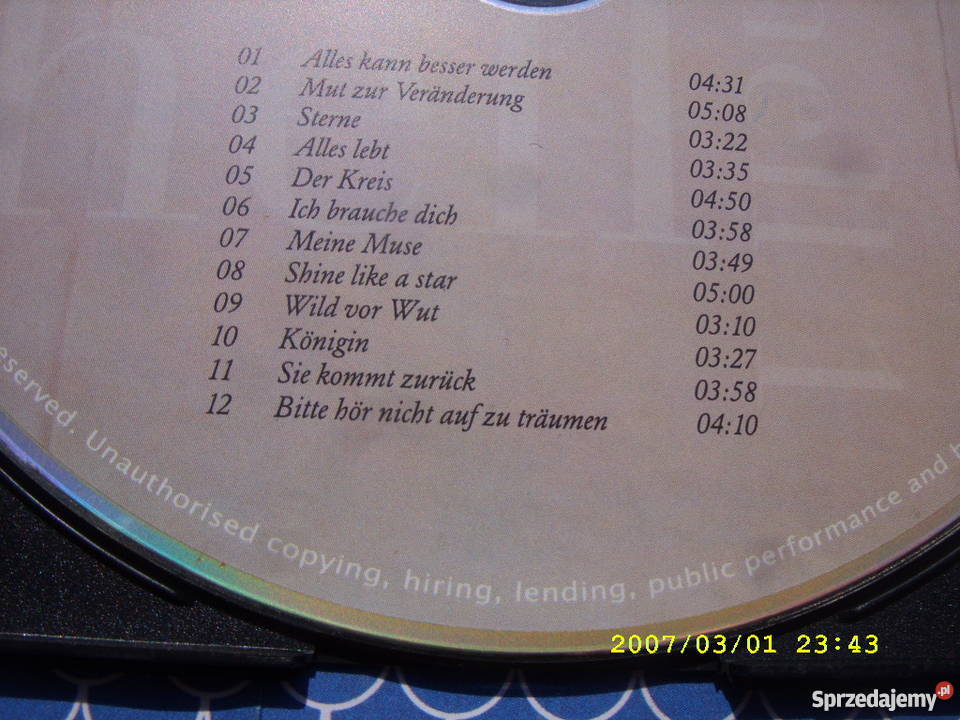 01 Alles kann besser werden 04:31
02 Mut zur Veränderung 05:08
03 Sterne 03:22
04 Alles lebt 03:35
05 Der Kreis 04:50
06 Ich brauche dich 03:58
07 Meine Muse 03:49
08 Shine like a star 05:00
09 Wild vor Wut 03:10
10 Königin 03:27
11 Sie kommt zurück 03:58
12 Bitte hör nicht auf zu träumen 04:10
eserved. Unauthorised copying, hiring, lending, public performance and b
2007/03/01 23:43
Sprzedajemy.pl